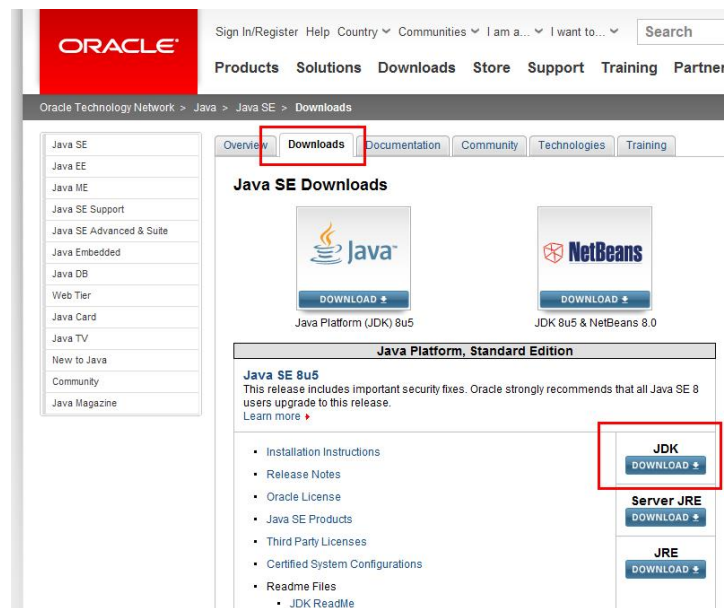 ORACLE
Sign In/Register Help Country Communities I am a... I want to... Search
Products Solutions Downloads Store Support Training Partner
Oracle Technology Network > Java > Java SE > Downloads
Java SE
Java EE
Java ME
Java SE Support
Java SE Advanced & Suite
Java Embedded
Java DB
Web Tier
Java Card
Java TV
New to Java
Community
Java Magazine
Overview Downloads Documentation Community Technologies Training
Java SE Downloads
Java
DOWNLOAD
Java Platform (JDK) 8u5
NetBeans
DOWNLOAD
JDK 8u5 & NetBeans 8.0
Java Platform, Standard Edition
Java SE 8u5
This release includes important security fixes. Oracle strongly recommends that all Java SE 8
users upgrade to this release.
Learn more
▪ Installation Instructions
▪ Release Notes
▪ Oracle License
▪ Java SE Products
▪ Third Party Licenses
▪ Certified System Configurations
▪ Readme Files
▪ JDK ReadMe
JDK
DOWNLOAD
Server JRE
DOWNLOAD
JRE
DOWNLOAD